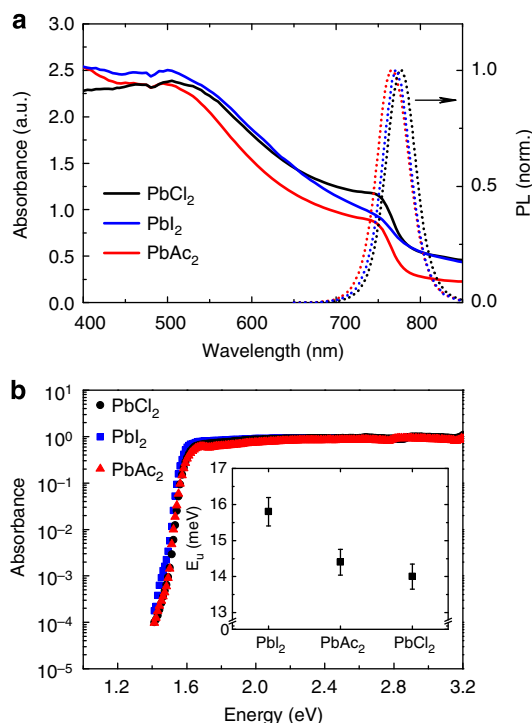 a
3.0
2.5
2.0
1.5
1.0
0.5
0.0
Absorbance (a.u.)
1.0
0.5
0.0
PL (norm.)
PbCl₂
PbI₂
PbAc₂
400 500 600 700 800
Wavelength (nm)
b
10¹
10⁰
10⁻¹
10⁻²
10⁻³
10⁻⁴
10⁻⁵
Absorbance
PbCl₂
PbI₂
PbAc₂
17
16
15
14
13
0
Eᵤ (meV)
PbI₂ PbAc₂ PbCl₂
1.2 1.6 2.0 2.4 2.8 3.2
Energy (eV)